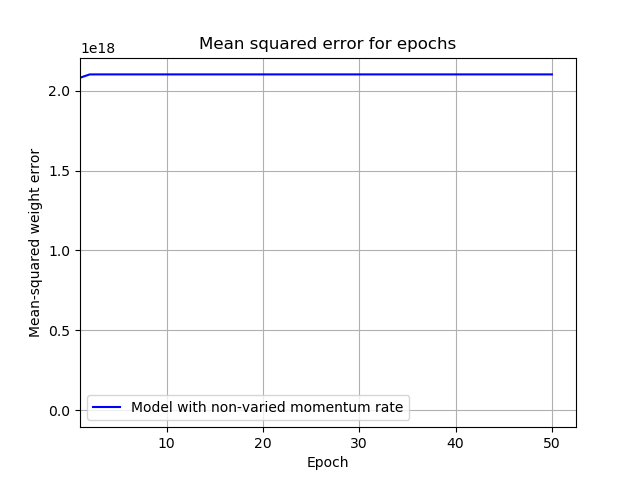 Mean squared error for epochs
1e18
2.0
1.5
1.0
0.5
0.0
Mean-squared weight error
Model with non-varied momentum rate
10 20 30 40 50
Epoch